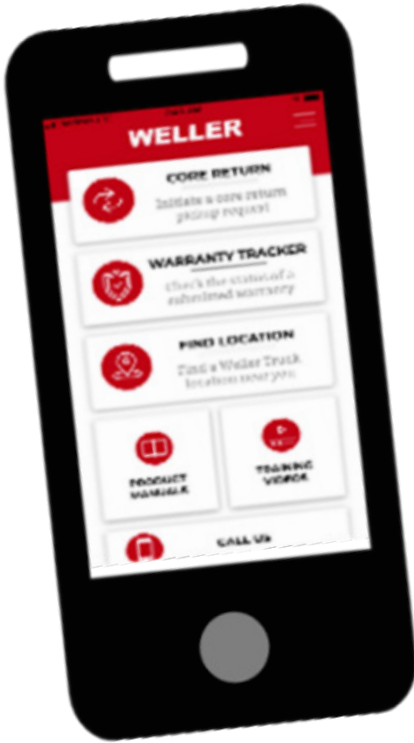 WELLER
CORE RETURN
Initiate a core return
pickup request
WARRANTY TRACKER
Check the status of a
submitted warranty
FIND LOCATION
Find a Weller Truck
location near you
PRODUCT
MANUALS
TRAINING
VIDEOS
CALL US